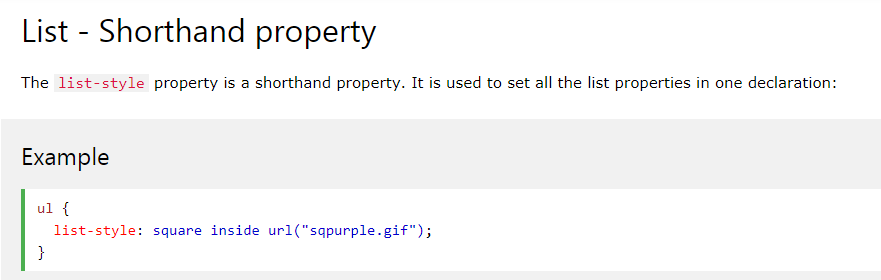 List - Shorthand property
The list-style property is a shorthand property. It is used to set all the list properties in one declaration:
Example
ul {
  list-style: square inside url("sqpurple.gif");
}